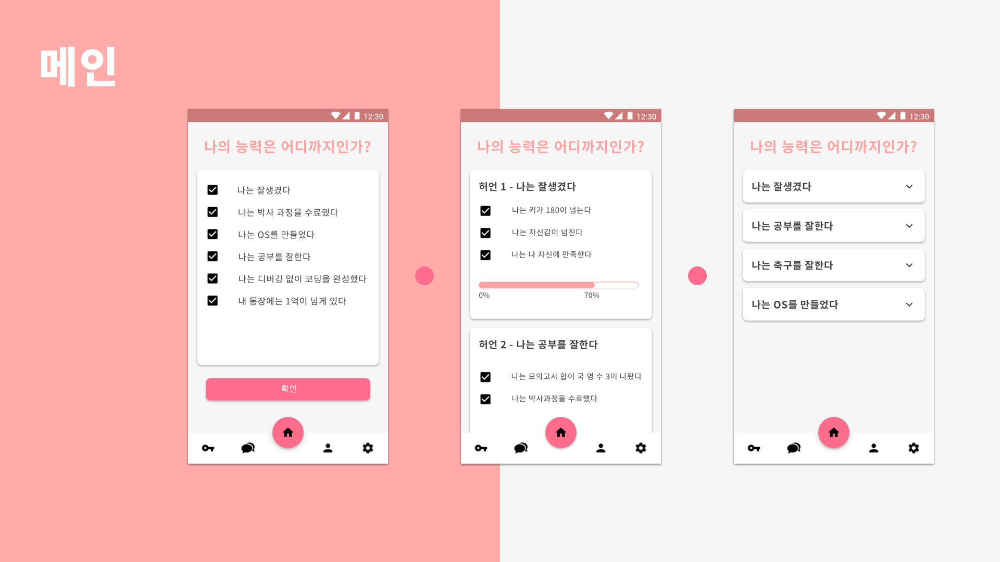 메인
12:30
나의 능력은 어디까지인가?
나는 잘생겼다
나는 박사 과정을 수료했다
나는 OS를 만들었다
나는 공부를 잘한다
나는 디버깅 없이 코딩을 완성했다
내 통장에는 1억이 넘게 있다
확인
12:30
나의 능력은 어디까지인가?
허언 1 - 나는 잘생겼다
나는 키가 180이 넘는다
나는 자신감이 넘친다
나는 나 자신에 만족한다
0% 70%
허언 2 - 나는 공부를 잘한다
나는 모의고사 합이 국 영 수 3이 나왔다
나는 박사과정을 수료했다
12:30
나의 능력은 어디까지인가?
나는 잘생겼다
나는 공부를 잘한다
나는 축구를 잘한다
나는 OS를 만들었다